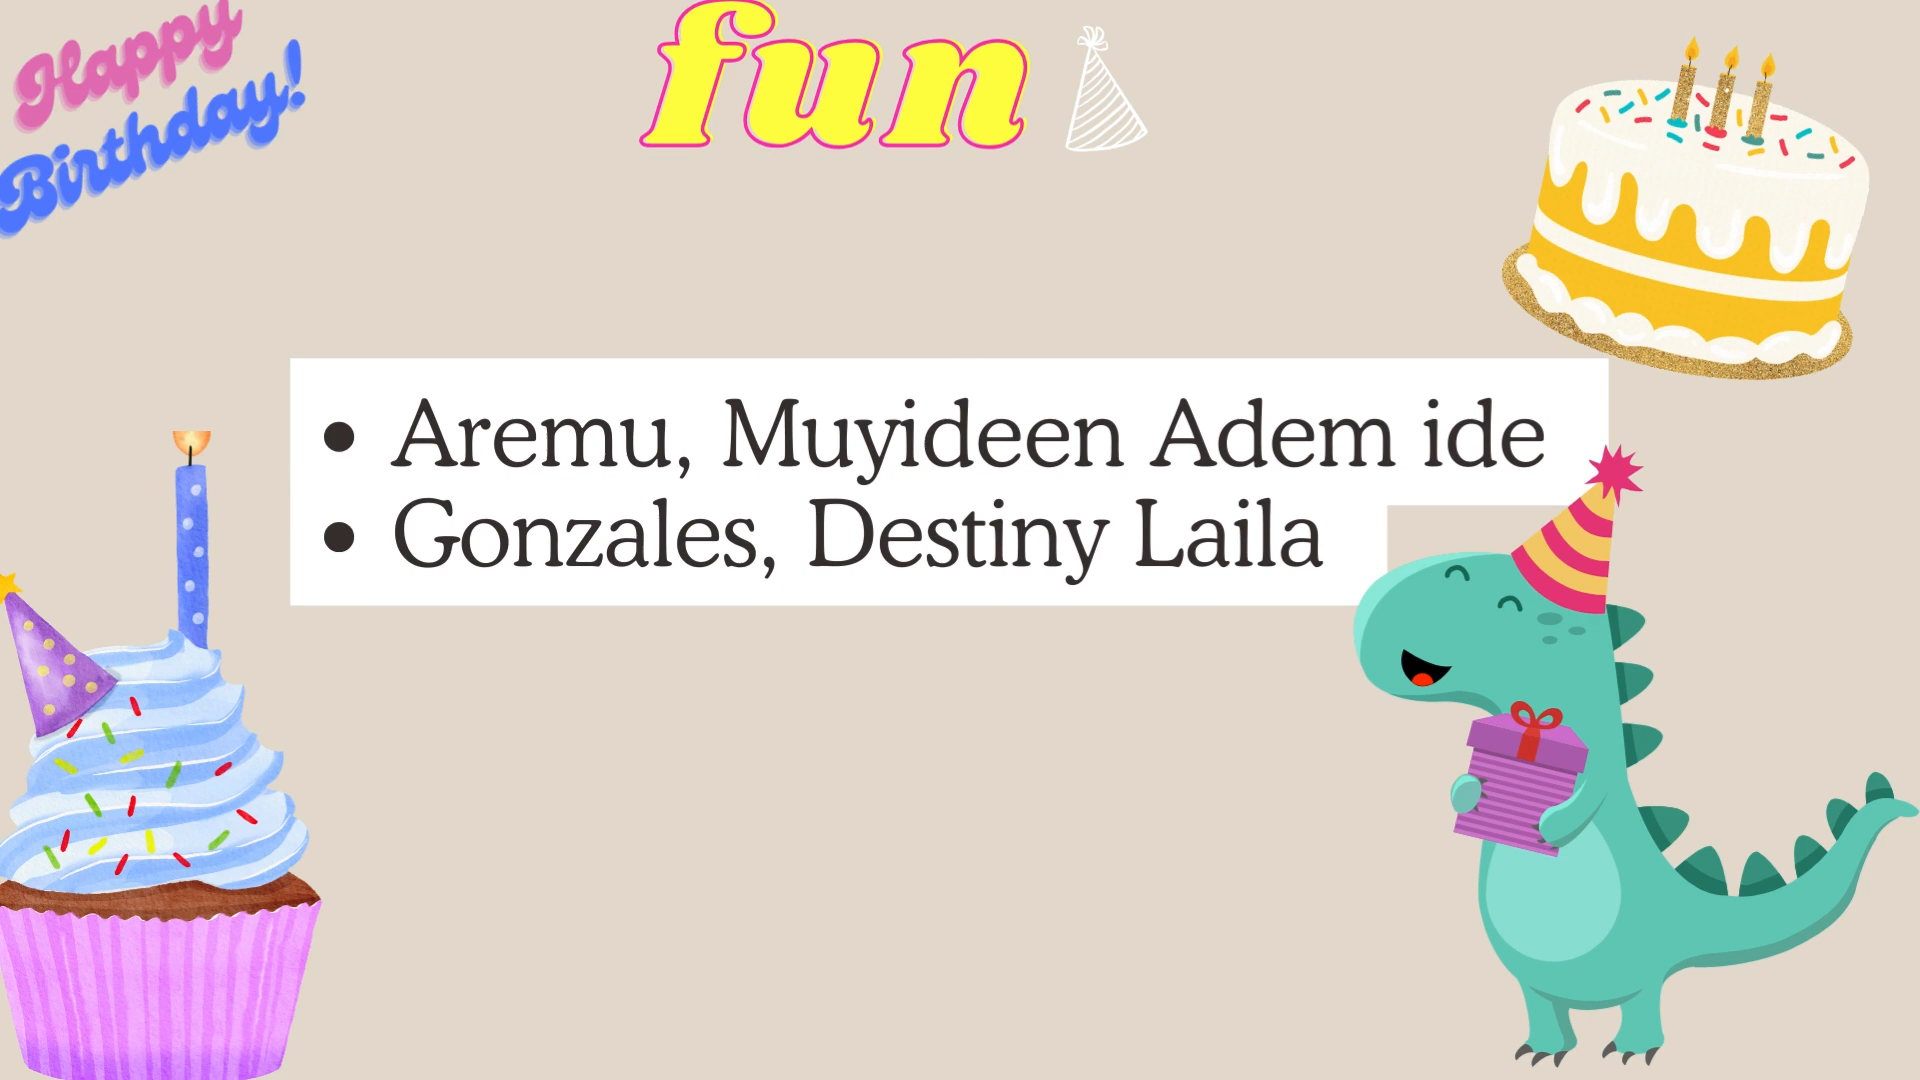 Happy
Birthday!
fun
• Aremu, Muyideen Adem ide
• Gonzales, Destiny Laila